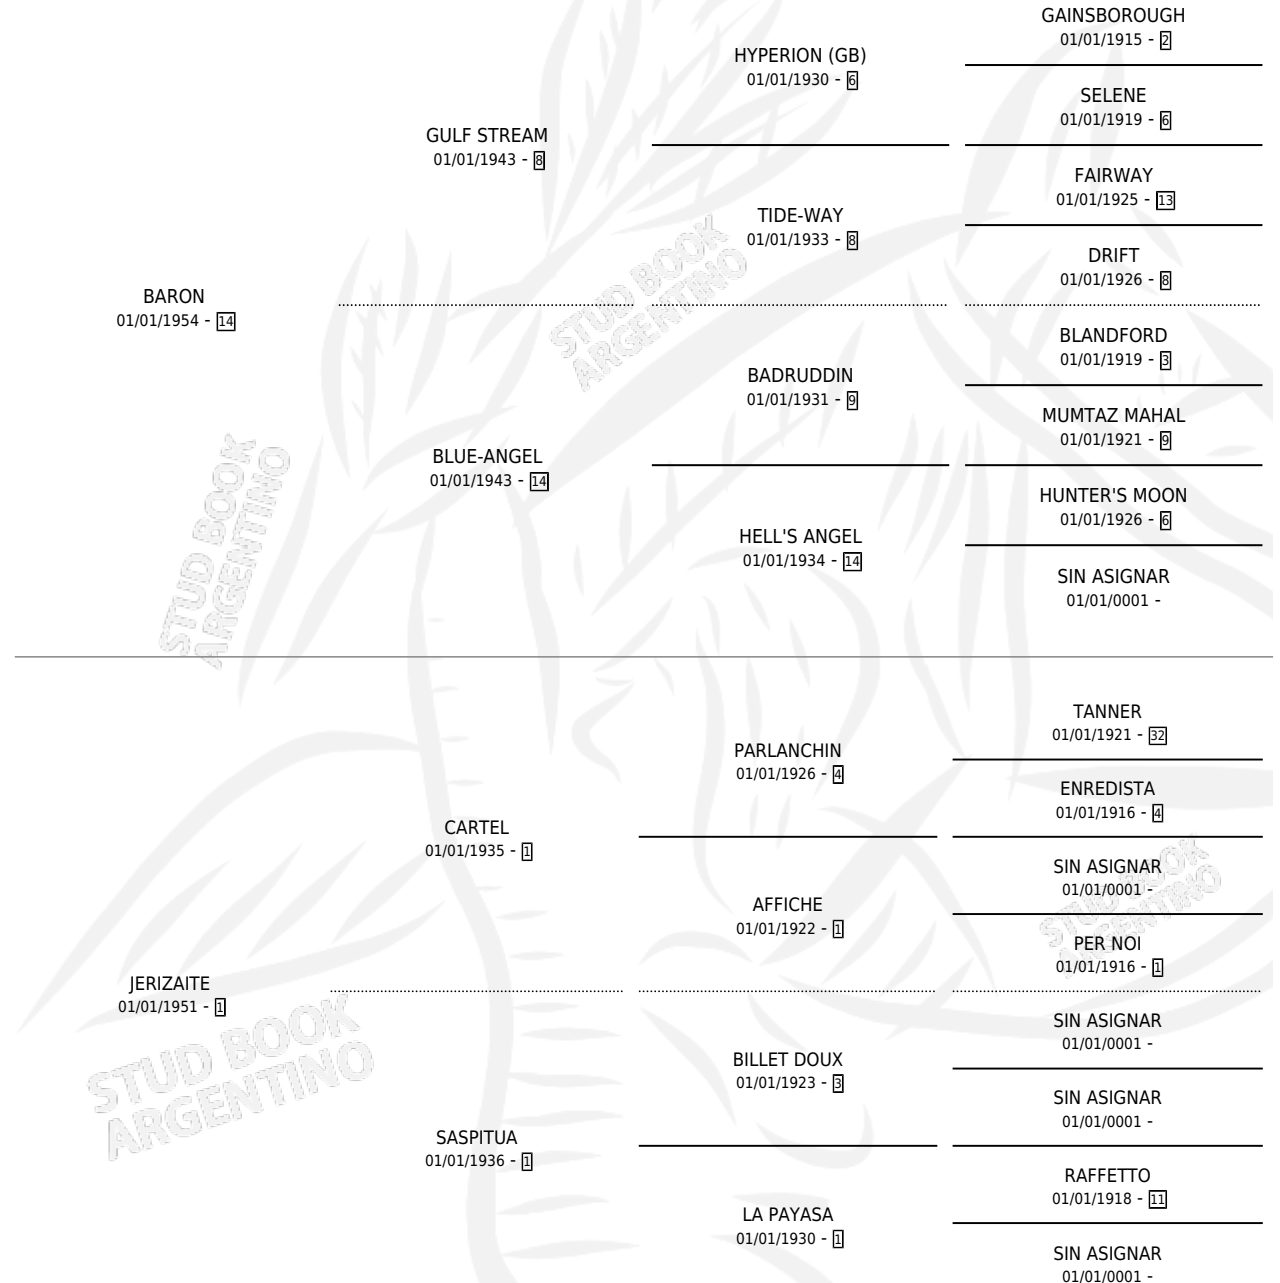 GAINSBOROUGH
01/01/1915 - 2
HYPERION (GB)
01/01/1930 - 6
SELENE
01/01/1919 - 6
GULF STREAM
01/01/1943 - 8
FAIRWAY
01/01/1925 - 13
TIDE-WAY
01/01/1933 - 8
DRIFT
01/01/1926 - 8
BARON
01/01/1954 - 14
BLANDFORD
01/01/1919 - 3
BADRUDDIN
01/01/1931 - 9
MUMTAZ MAHAL
01/01/1921 - 9
BLUE-ANGEL
01/01/1943 - 14
HUNTER'S MOON
01/01/1926 - 6
HELL'S ANGEL
01/01/1934 - 14
SIN ASIGNAR
01/01/0001 -
TANNER
01/01/1921 - 32
PARLANCHIN
01/01/1926 - 4
ENREDISTA
01/01/1916 - 4
CARTEL
01/01/1935 - 1
SIN ASIGNAR
01/01/0001 -
AFFICHE
01/01/1922 - 1
PER NOI
01/01/1916 - 1
JERIZAITE
01/01/1951 - 1
SIN ASIGNAR
01/01/0001 -
BILLET DOUX
01/01/1923 - 3
SIN ASIGNAR
01/01/0001 -
SASPITUA
01/01/1936 - 1
RAFFETTO
01/01/1918 - 11
LA PAYASA
01/01/1930 - 1
SIN ASIGNAR
01/01/0001 -
STUD BOOK
ARGENTINO
STUD BOOK
ARGENTINO
STUD BOOK
ARGENTINO
STUD BOOK
ARGENTINO